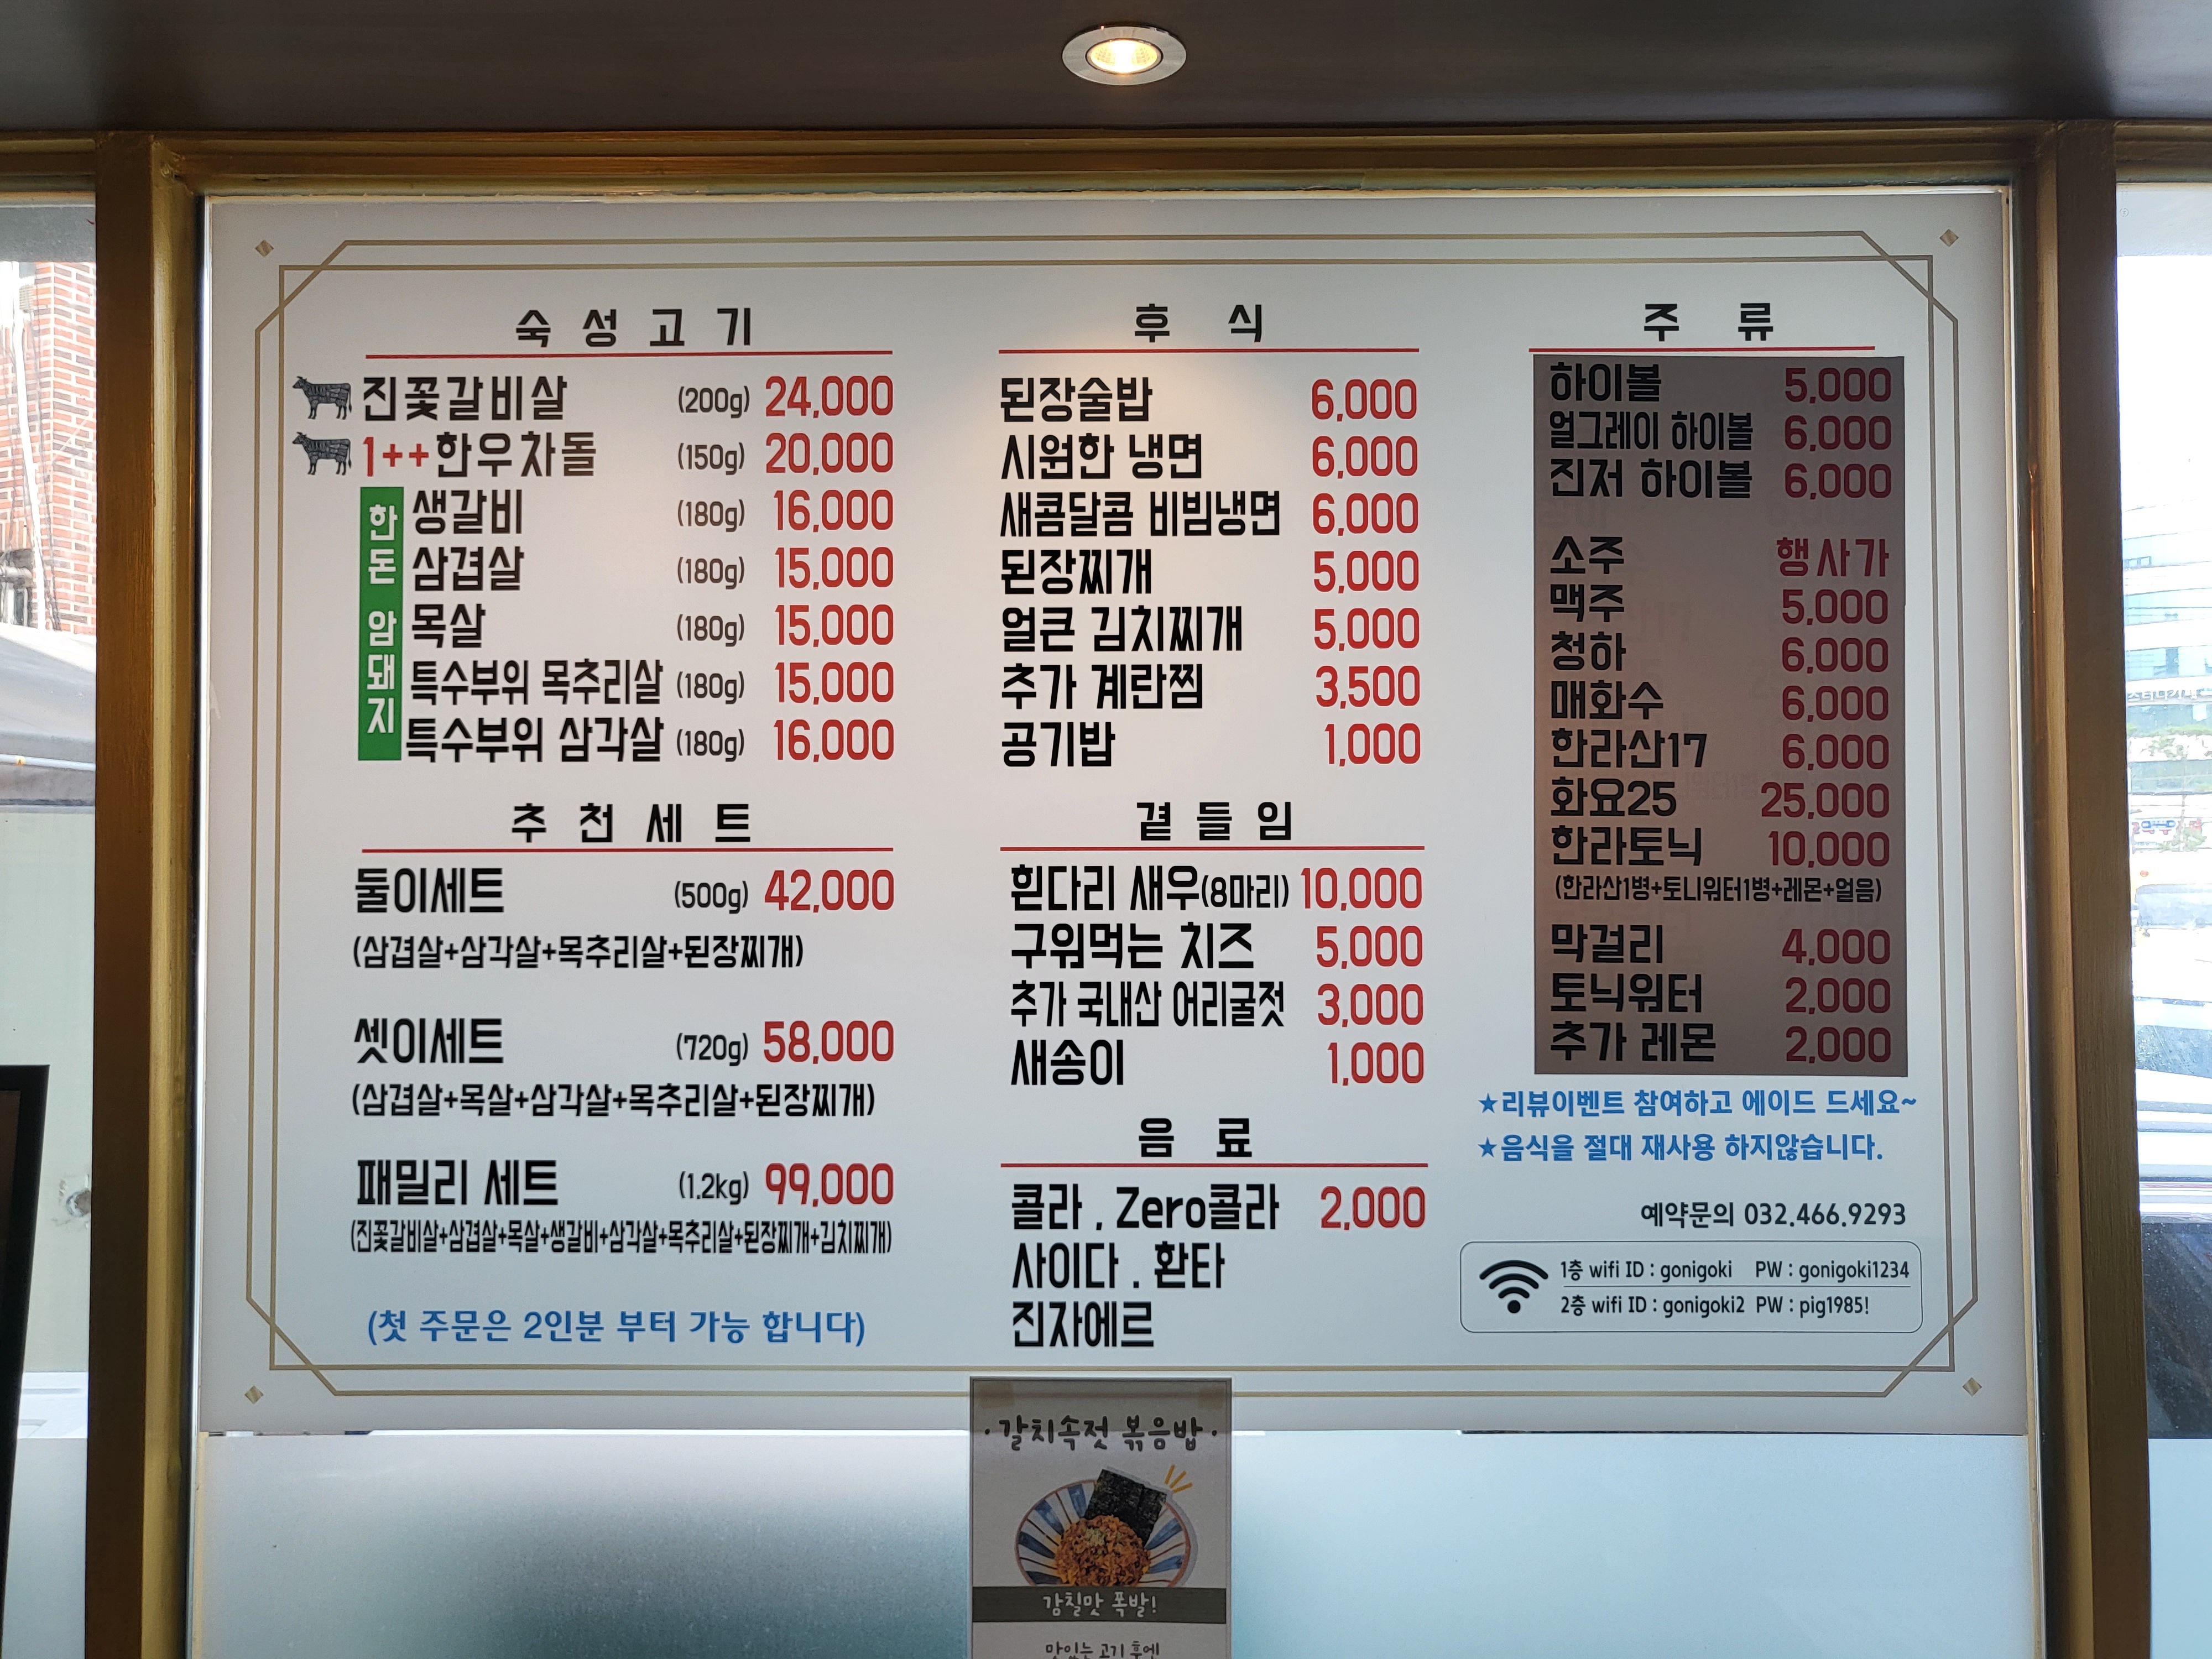 숙성고기
진꽃갈비살 (200g) 24,000
1++한우차돌 (150g) 20,000
한돈 암돼지
생갈비 (180g) 16,000
삼겹살 (180g) 15,000
목살 (180g) 15,000
특수부위 목추리살 (180g) 15,000
특수부위 삼각살 (180g) 16,000
추천세트
둘이세트 (500g) 42,000
(삼겹살+삼각살+목추리살+된장찌개)
셋이세트 (720g) 58,000
(삼겹살+목살+삼각살+목추리살+된장찌개)
패밀리 세트 (1.2kg) 99,000
(진꽃갈비살+삼겹살+목살+생갈비+삼각살+목추리살+된장찌개+김치찌개)
(첫 주문은 2인분 부터 가능 합니다)
후식
된장술밥 6,000
시원한 냉면 6,000
새콤달콤 비빔냉면 6,000
된장찌개 5,000
얼큰 김치찌개 5,000
추가 계란찜 3,500
공기밥 1,000
곁들임
흰다리 새우(8마리) 10,000
구워먹는 치즈 5,000
추가 국내산 어리굴젓 3,000
새송이 1,000
음료
콜라 . Zero콜라 2,000
사이다 . 환타
진자에르
주류
하이볼 5,000
얼그레이 하이볼 6,000
진저 하이볼 6,000
소주 행사가
맥주 5,000
청하 6,000
매화수 6,000
한라산17 6,000
화요25 25,000
한라토닉 10,000
(한라산1병+토니워터1병+레몬+얼음)
막걸리 4,000
토닉워터 2,000
추가 레몬 2,000
★리뷰이벤트 참여하고 에이드 드세요~
★음식을 절대 재사용 하지않습니다.
예약문의 032.466.9293
1층 wifi ID : gonigoki PW : gonigoki1234
2층 wifi ID : gonigoki2 PW : pig1985!
·갈치속젓 볶음밥·
감칠맛 폭발!
맛있는 고기 후엔